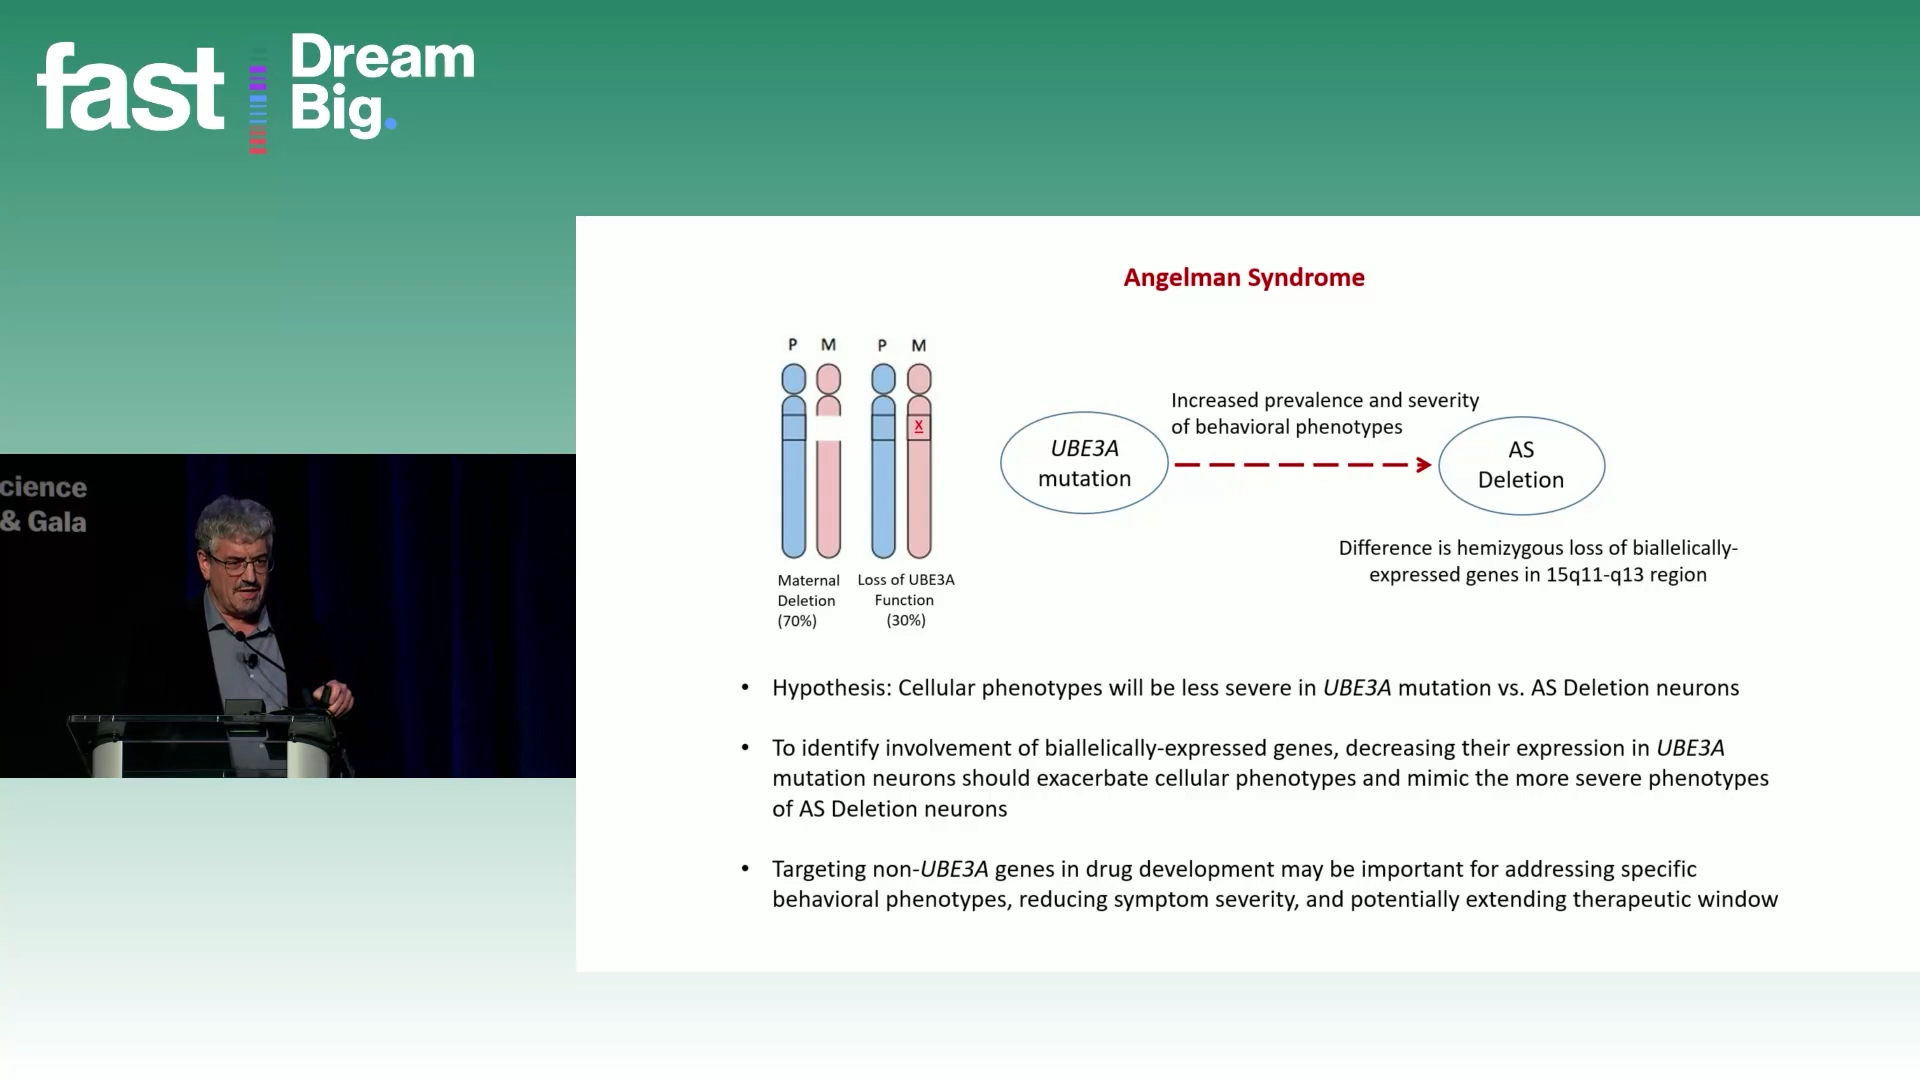 fast
Dream
Big.
cience
& Gala
Angelman Syndrome
P M P M
X
Maternal
Deletion
(70%)
Loss of UBE3A
Function
(30%)
UBE3A
mutation
Increased prevalence and severity
of behavioral phenotypes
AS
Deletion
Difference is hemizygous loss of biallelically-
expressed genes in 15q11-q13 region
• Hypothesis: Cellular phenotypes will be less severe in UBE3A mutation vs. AS Deletion neurons
• To identify involvement of biallelically-expressed genes, decreasing their expression in UBE3A
mutation neurons should exacerbate cellular phenotypes and mimic the more severe phenotypes
of AS Deletion neurons
• Targeting non-UBE3A genes in drug development may be important for addressing specific
behavioral phenotypes, reducing symptom severity, and potentially extending therapeutic window